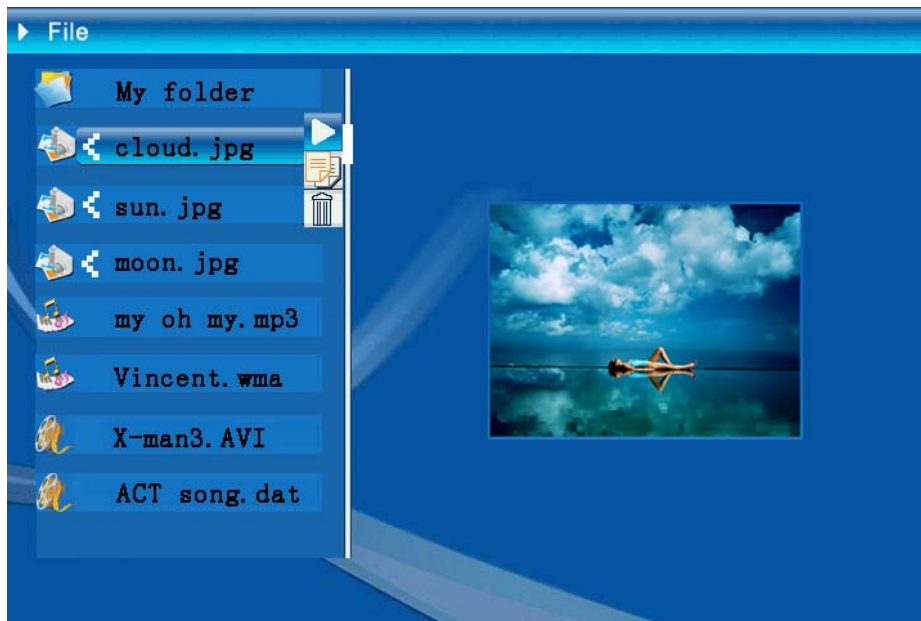 File
My folder
cloud.jpg
sun.jpg
moon.jpg
my oh my.mp3
Vincent.wma
X-man3.AVI
ACT song.dat